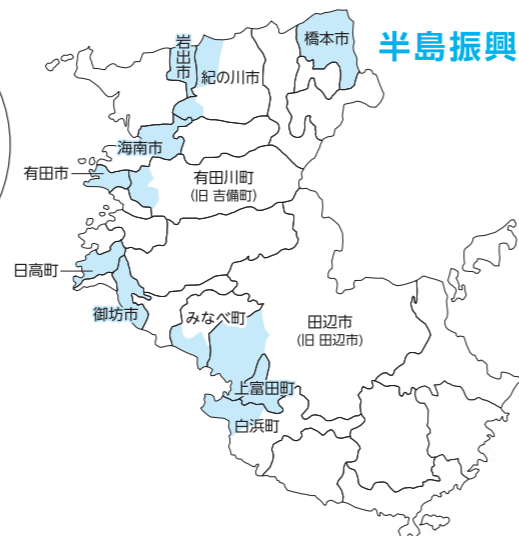 半島振興
橋本市
岩出市
紀の川市
海南市
有田市
有田川町
(旧 吉備町)
日高町
御坊市
みなべ町
田辺市
(旧 田辺市)
上富田町
白浜町